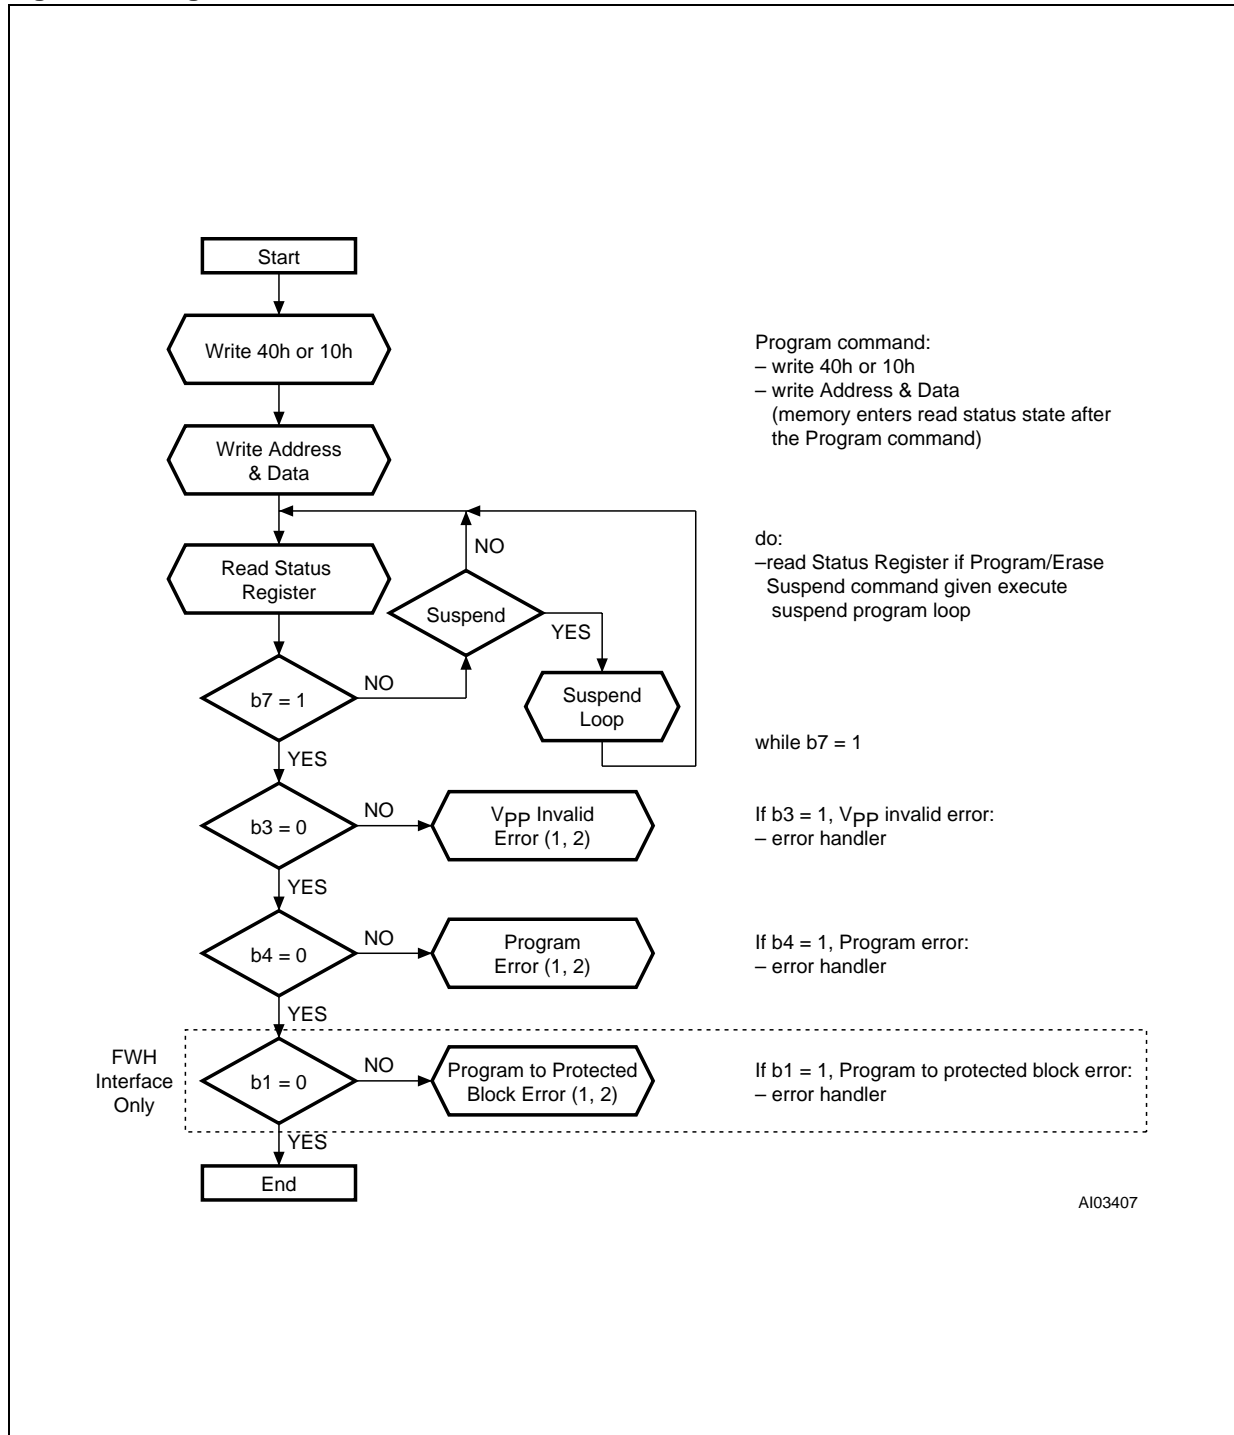 Start
Write 40h or 10h
Program command:
– write 40h or 10h
– write Address & Data
(memory enters read status state after
the Program command)
Write Address
& Data
do:
–read Status Register if Program/Erase
Suspend command given execute
suspend program loop
NO
Read Status
Register
Suspend
YES
NO
b7 = 1
Suspend
Loop
while b7 = 1
YES
NO
b3 = 0
VPP Invalid
Error (1, 2)
If b3 = 1, VPP invalid error:
– error handler
YES
NO
b4 = 0
Program
Error (1, 2)
If b4 = 1, Program error:
– error handler
YES
FWH
Interface
Only
NO
b1 = 0
Program to Protected
Block Error (1, 2)
If b1 = 1, Program to protected block error:
– error handler
YES
End
AI03407